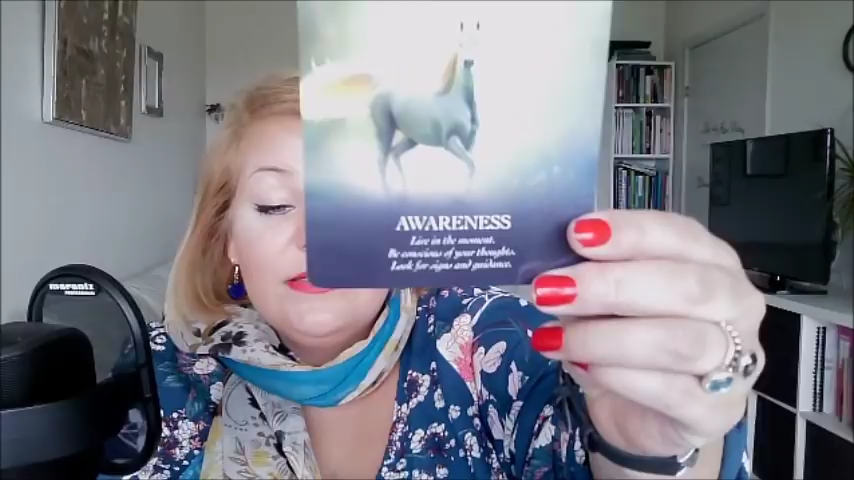 AWARENESS
Live in the moment.
Be conscious of your thoughts.
Look for signs and guidance.
marantz